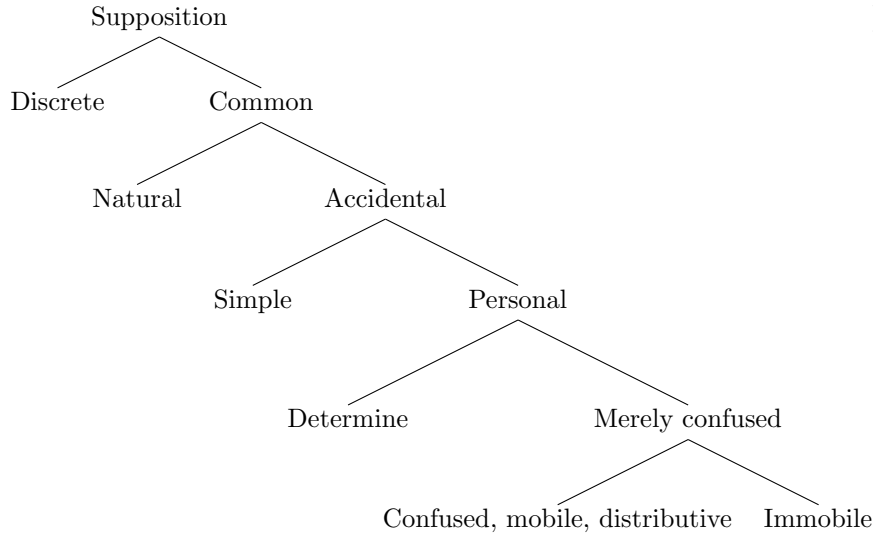 Supposition
Discrete
Common
Natural
Accidental
Simple
Personal
Determine
Merely confused
Confused, mobile, distributive
Immobile